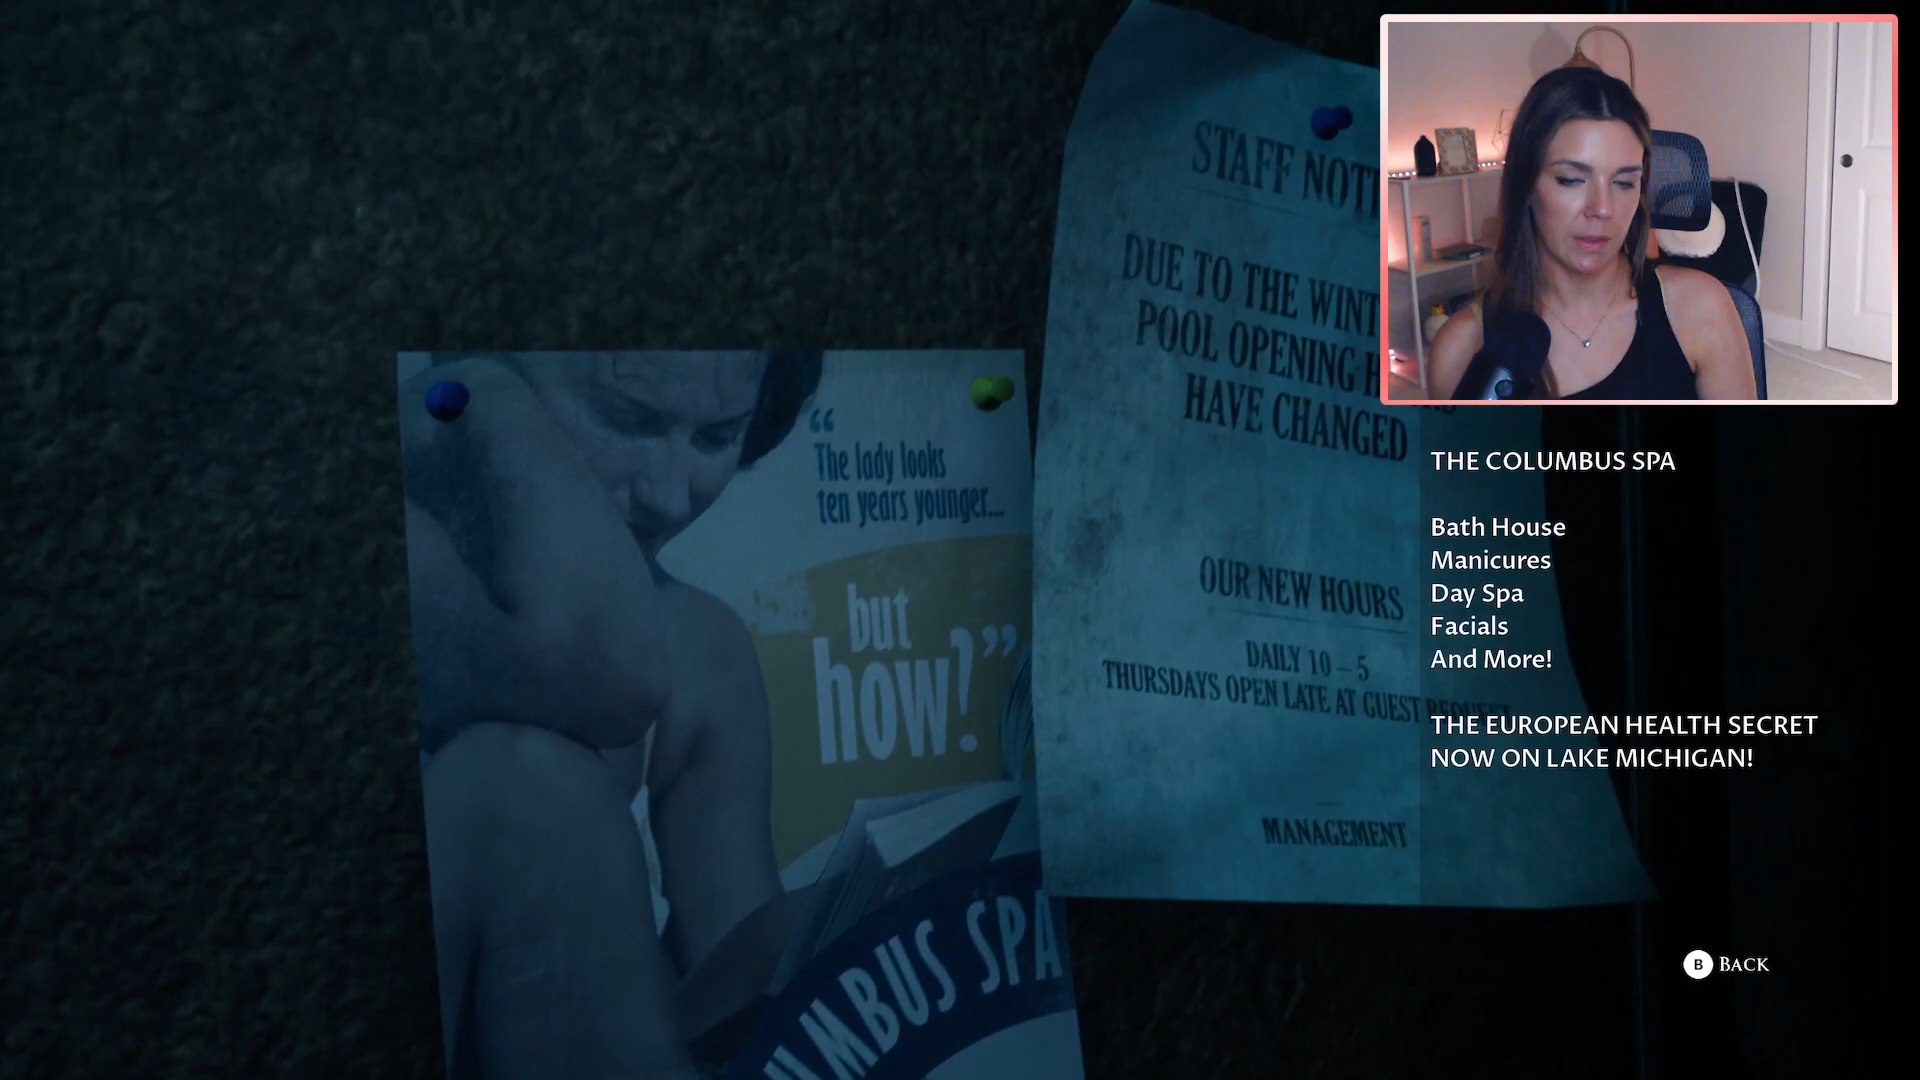 “
The lady looks
ten years younger...
but
how?”
MBUS SPA
STAFF
DUE TO THE
POOL OPENING
HAVE CHANGED
OUR NEW HOURS
DAILY 10 – 5
THURSDAYS OPEN LATE AT GUEST REQUEST
MANAGEMENT
THE COLUMBUS SPA
Bath House
Manicures
Day Spa
Facials
And More!
THE EUROPEAN HEALTH SECRET
NOW ON LAKE MICHIGAN!
B BACK